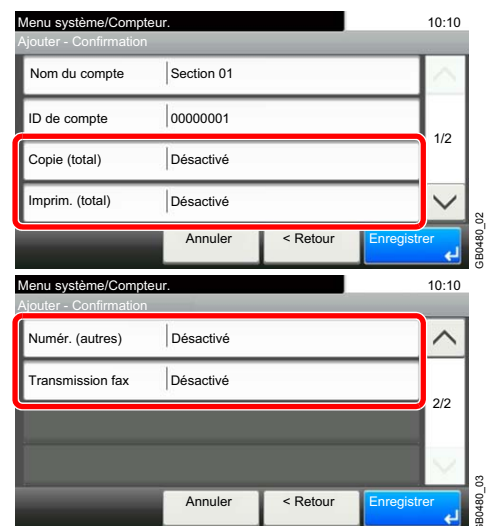 Menu système/Compteur. 10:10
Ajouter - Confirmation
Nom du compte Section 01
ID de compte 00000001
1/2
Copie (total) Désactivé
Imprim. (total) Désactivé
Annuler < Retour Enregistrer
GB0480_02
Menu système/Compteur. 10:10
Ajouter - Confirmation
Numér. (autres) Désactivé
Transmission fax Désactivé
2/2
Annuler < Retour Enregistrer
GB0480_03